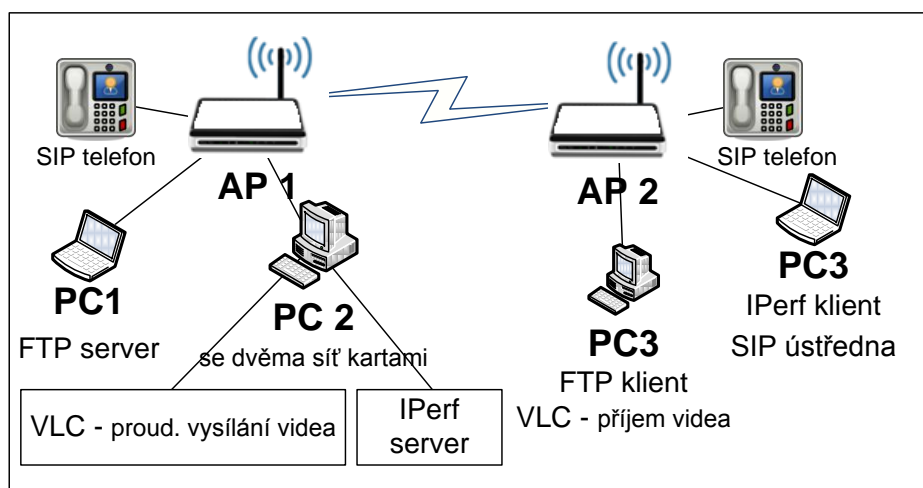 SIP telefon
AP 1
SIP telefon
AP 2
PC1
FTP server
PC 2
se dvěma síť kartami
PC3
FTP klient
VLC - příjem videa
PC3
IPerf klient
SIP ústředna
VLC - proud. vysílání videa
IPerf
server